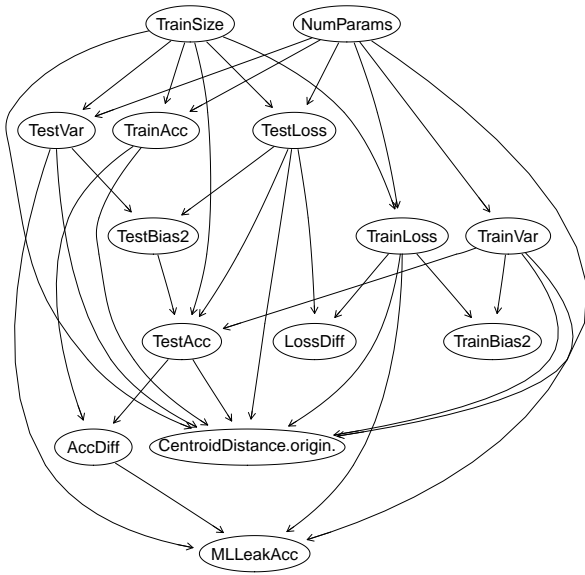 TrainSize
NumParams
TestVar
TrainAcc
TestLoss
TestBias2
TrainLoss
TrainVar
TestAcc
LossDiff
TrainBias2
AccDiff
CentroidDistance.origin.
MLLeakAcc